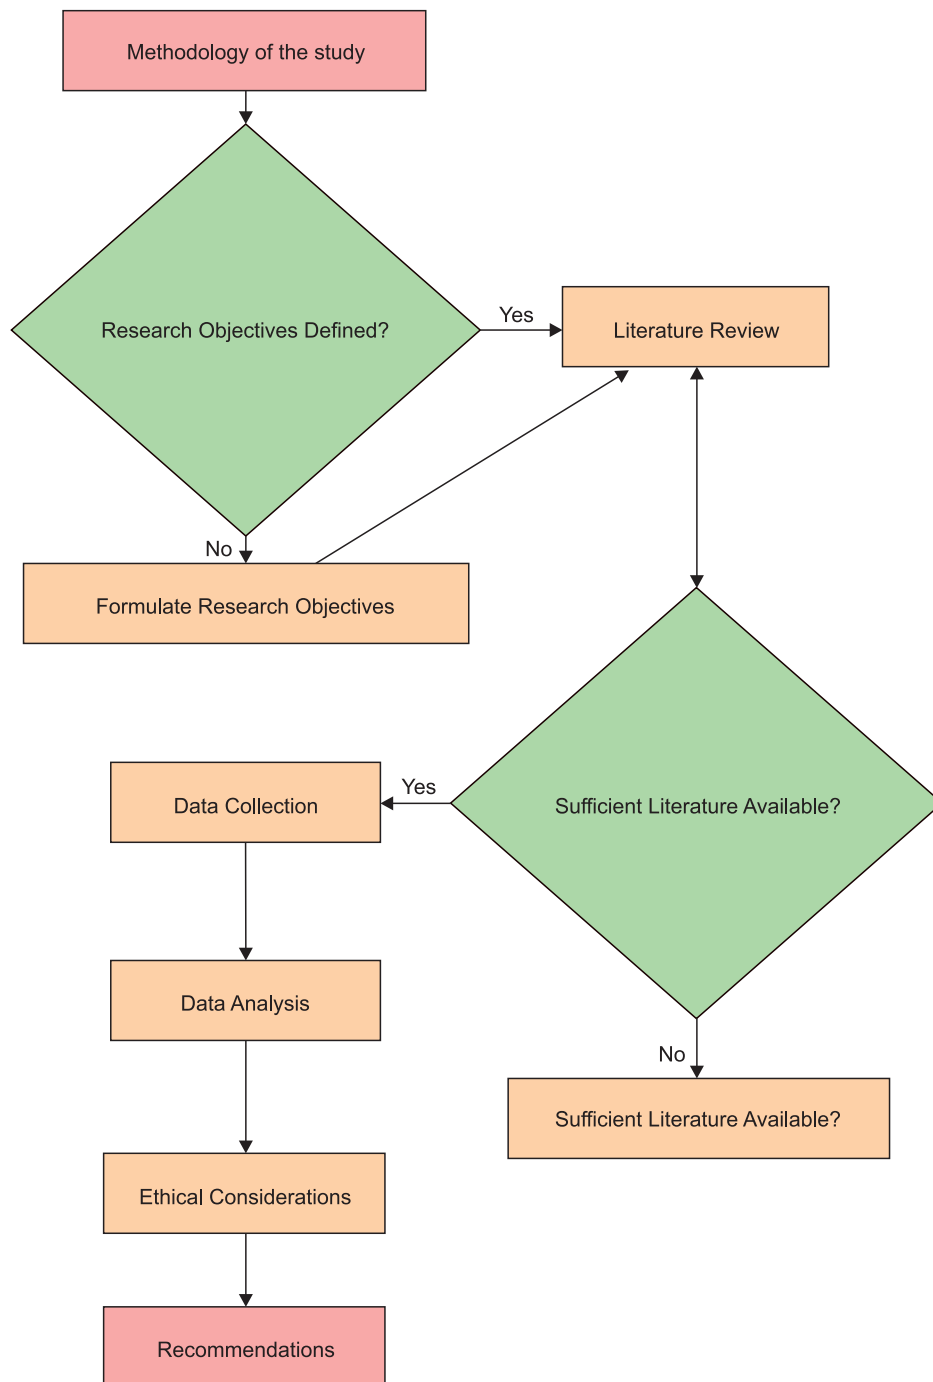 Methodology of the study
Research Objectives Defined?
Yes
Literature Review
No
Formulate Research Objectives
Sufficient Literature Available?
Yes
Data Collection
Data Analysis
No
Sufficient Literature Available?
Ethical Considerations
Recommendations